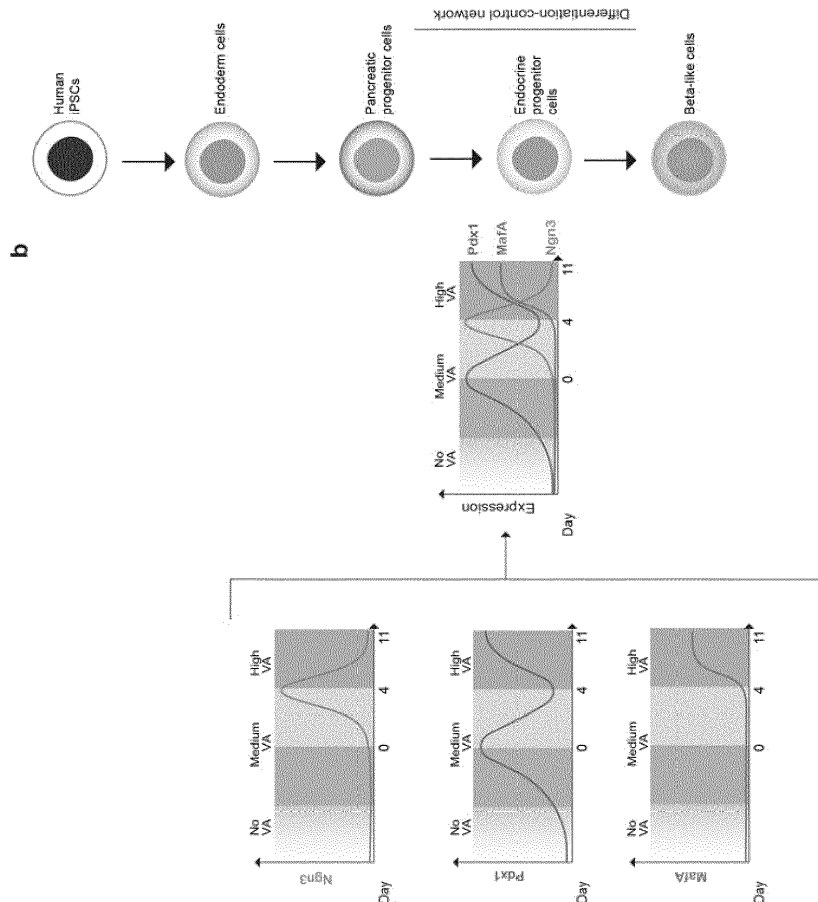 b
Human
iPSCs
Endoderm cells
Pancreatic
progenitor cells
Endocrine
progenitor
cells
Beta-like cells
Differentiation-control network
Ngn3
No
VA
Medium
VA
High
VA
Day
0
4
11
Pdx1
No
VA
Medium
VA
High
VA
Day
0
4
11
MafA
No
VA
Medium
VA
High
VA
Day
0
4
11
Expression
No
VA
Medium
VA
High
VA
Pdx1
MafA
Ngn3
Day
0
4
11